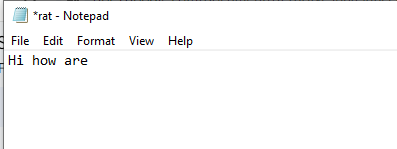 *rat - Notepad
File Edit Format View Help
Hi how are